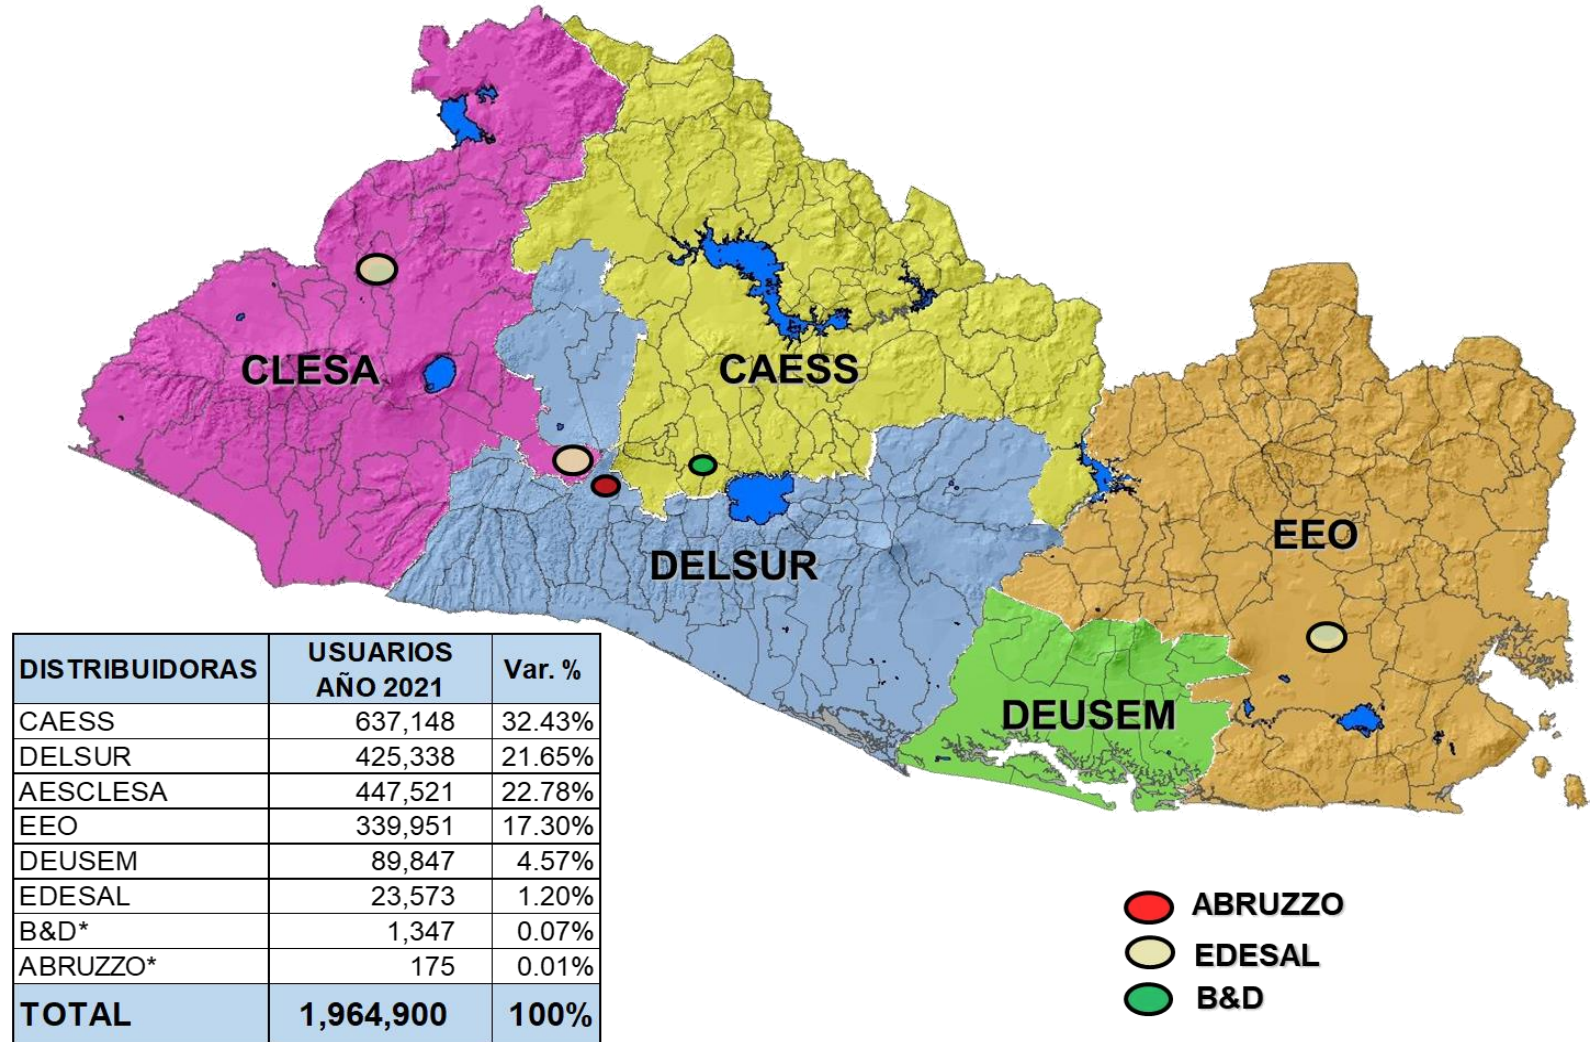 CLESA
CAESS
EEO
DELSUR
DEUSEM
DISTRIBUIDORAS USUARIOS AÑO 2021 Var. %
CAESS 637,148 32.43%
DELSUR 425,338 21.65%
AESCLESA 447,521 22.78%
EEO 339,951 17.30%
DEUSEM 89,847 4.57%
EDESAL 23,573 1.20%
B&D* 1,347 0.07%
ABRUZZO* 175 0.01%
TOTAL 1,964,900 100%
ABRUZZO
EDESAL
B&D